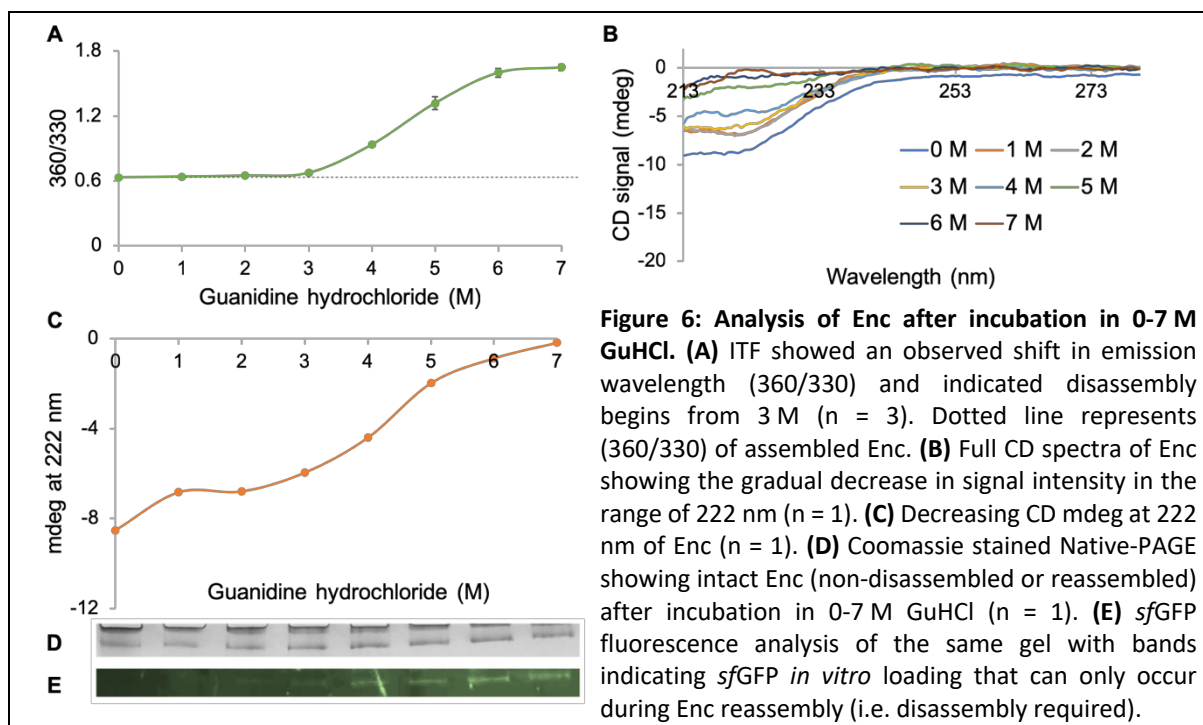 A
1.8
1.2
0.6
0
360/330
0 1 2 3 4 5 6 7
Guanidine hydrochloride (M)
B
0
-5
-10
-15
-20
CD signal (mdeg)
213 233 253 273
0 M 1 M 2 M
3 M 4 M 5 M
6 M 7 M
Wavelength (nm)
C
0
-4
-8
-12
mdeg at 222 nm
0 1 2 3 4 5 6 7
Guanidine hydrochloride (M)
D
E
Figure 6: Analysis of Enc after incubation in 0-7 M
GuHCl. (A) ITF showed an observed shift in emission
wavelength (360/330) and indicated disassembly
begins from 3 M (n = 3). Dotted line represents
(360/330) of assembled Enc. (B) Full CD spectra of Enc
showing the gradual decrease in signal intensity in the
range of 222 nm (n = 1). (C) Decreasing CD mdeg at 222
nm of Enc (n = 1). (D) Coomassie stained Native-PAGE
showing intact Enc (non-disassembled or reassembled)
after incubation in 0-7 M GuHCl (n = 1). (E) sfGFP
fluorescence analysis of the same gel with bands
indicating sfGFP in vitro loading that can only occur
during Enc reassembly (i.e. disassembly required).